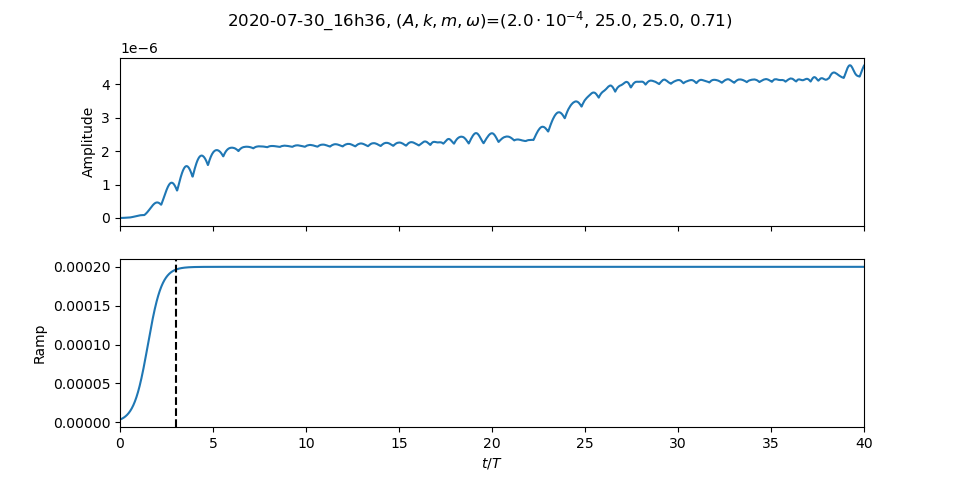 2020-07-30_16h36, (A, k, m, ω)=(2.0 · 10⁻⁴, 25.0, 25.0, 0.71)
1e−6
Amplitude
4
3
2
1
0
Ramp
0.00020
0.00015
0.00010
0.00005
0.00000
0 5 10 15 20 25 30 35 40
t/T